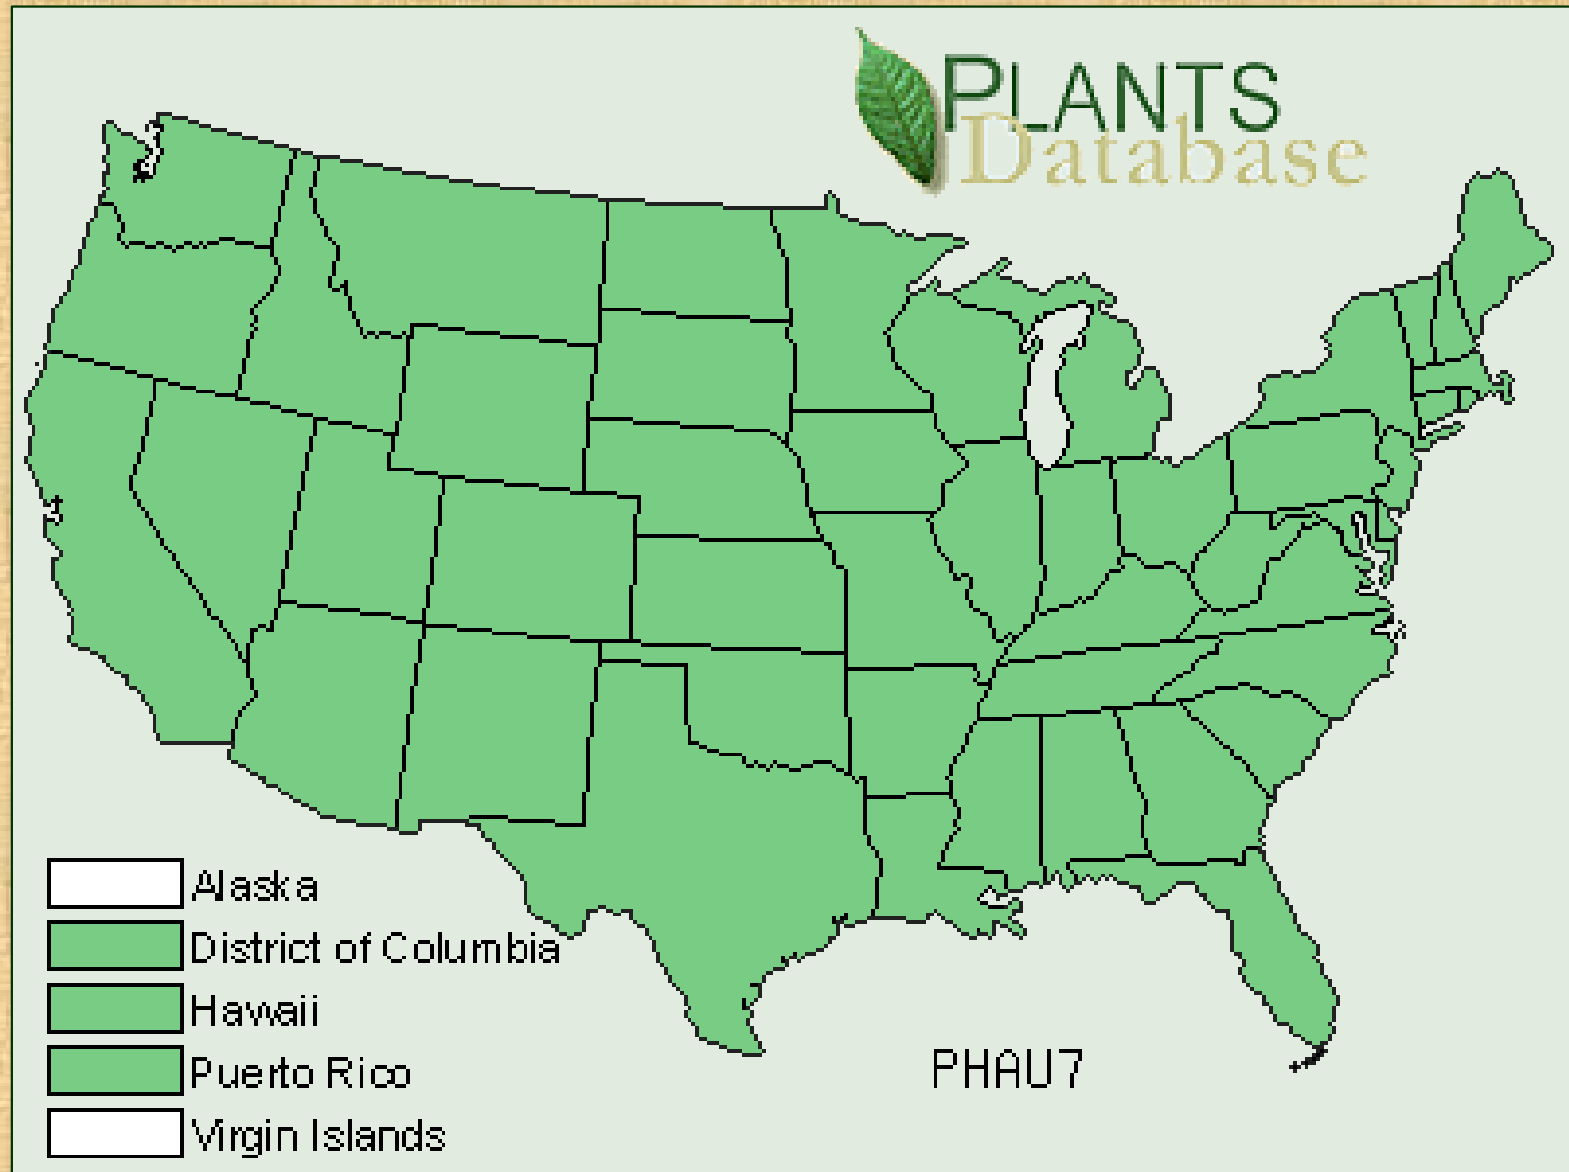 PLANTS
Database
Alaska
District of Columbia
Hawaii
Puerto Rico
Virgin Islands
PHAU7